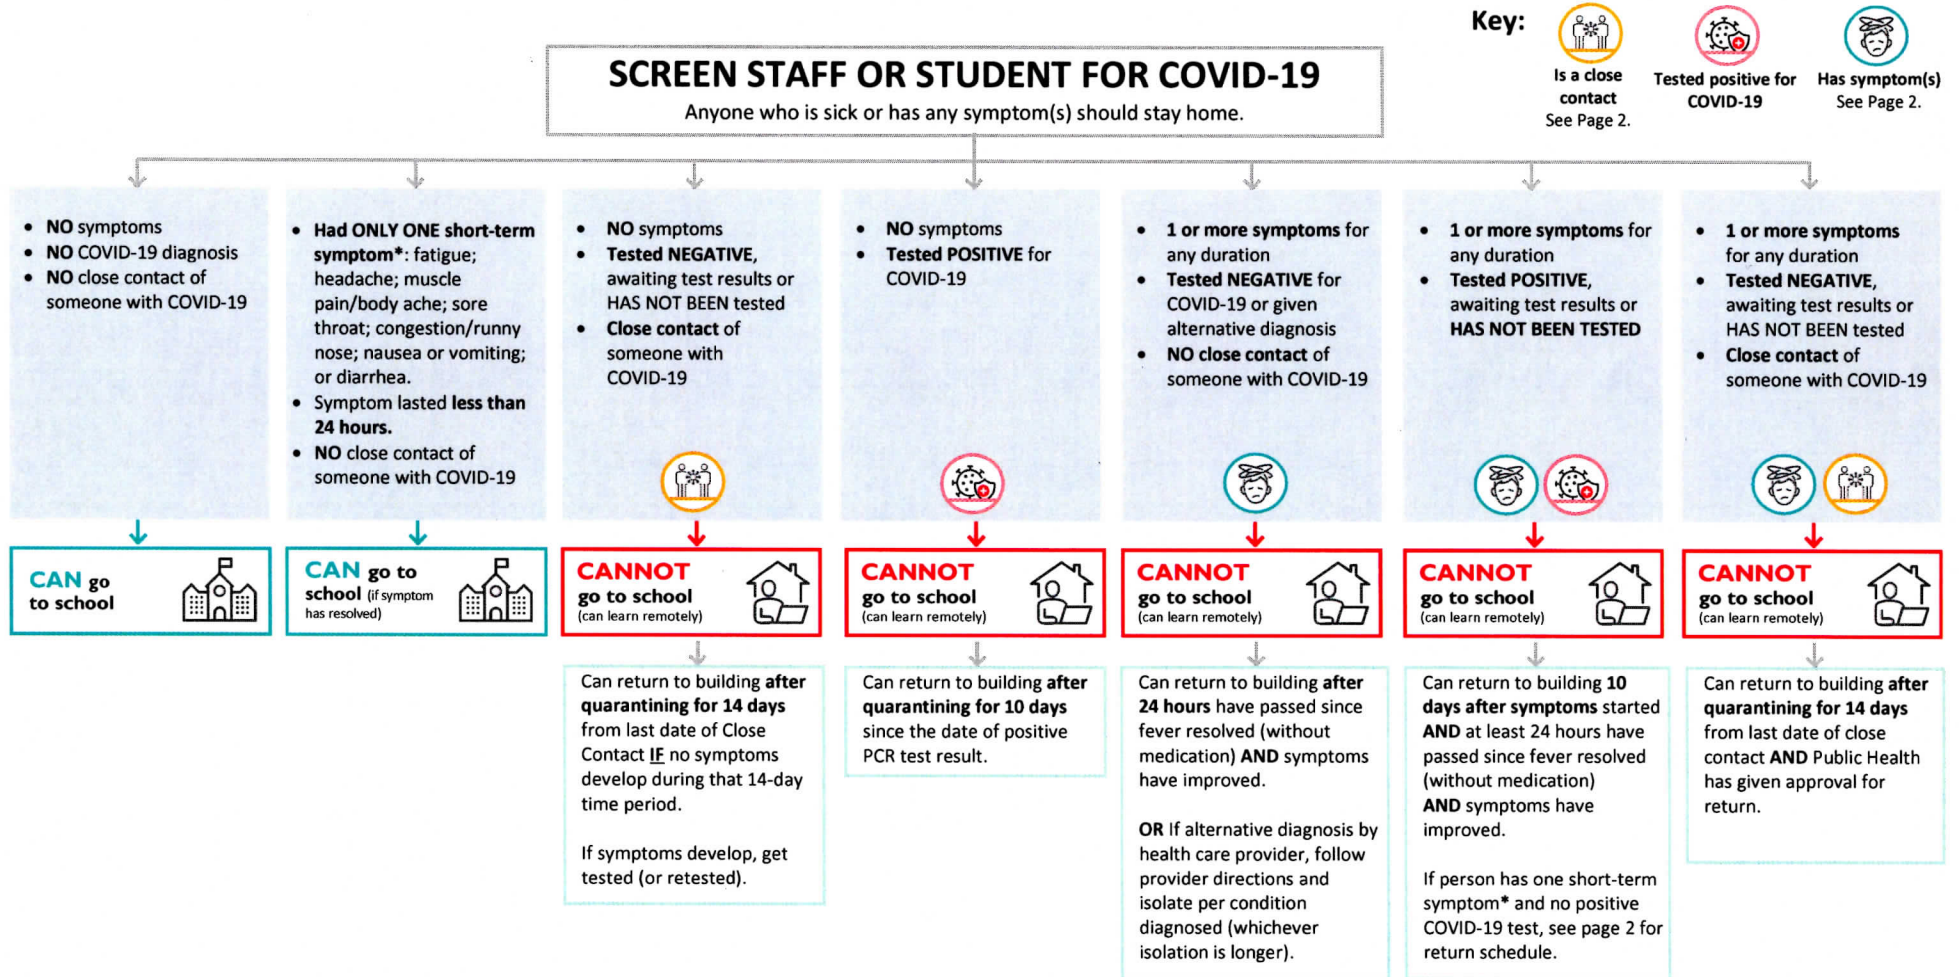 Key:
Is a close
contact
See Page 2.
Tested positive for
COVID-19
Has symptom(s)
See Page 2.
SCREEN STAFF OR STUDENT FOR COVID-19
Anyone who is sick or has any symptom(s) should stay home.
• NO symptoms
• NO COVID-19 diagnosis
• NO close contact of
someone with COVID-19
CAN go
to school
• Had ONLY ONE short-term
symptom*: fatigue;
headache; muscle
pain/body ache; sore
throat; congestion/runny
nose; nausea or vomiting;
or diarrhea.
• Symptom lasted less than
24 hours.
• NO close contact of
someone with COVID-19
CAN go to
school (if symptom
has resolved)
• NO symptoms
• Tested NEGATIVE,
awaiting test results or
HAS NOT BEEN tested
• Close contact of
someone with
COVID-19
CANNOT
go to school
(can learn remotely)
Can return to building after
quarantining for 14 days
from last date of Close
Contact IF no symptoms
develop during that 14-day
time period.
If symptoms develop, get
tested (or retested).
• NO symptoms
• Tested POSITIVE for
COVID-19
CANNOT
go to school
(can learn remotely)
Can return to building after
quarantining for 10 days
since the date of positive
PCR test result.
• 1 or more symptoms for
any duration
• Tested NEGATIVE for
COVID-19 or given
alternative diagnosis
• NO close contact of
someone with COVID-19
CANNOT
go to school
(can learn remotely)
Can return to building after
24 hours have passed since
fever resolved (without
medication) AND symptoms
have improved.
OR If alternative diagnosis by
health care provider, follow
provider directions and
isolate per condition
diagnosed (whichever
isolation is longer).
• 1 or more symptoms for
any duration
• Tested POSITIVE,
awaiting test results or
HAS NOT BEEN TESTED
CANNOT
go to school
(can learn remotely)
Can return to building 10
days after symptoms started
AND at least 24 hours have
passed since fever resolved
(without medication)
AND symptoms have
improved.
If person has one short-term
symptom* and no positive
COVID-19 test, see page 2 for
return schedule.
• 1 or more symptoms
for any duration
• Tested NEGATIVE,
awaiting test results or
HAS NOT BEEN tested
• Close contact of
someone with COVID-19
CANNOT
go to school
(can learn remotely)
Can return to building after
quarantining for 14 days
from last date of close
contact AND Public Health
has given approval for
return.